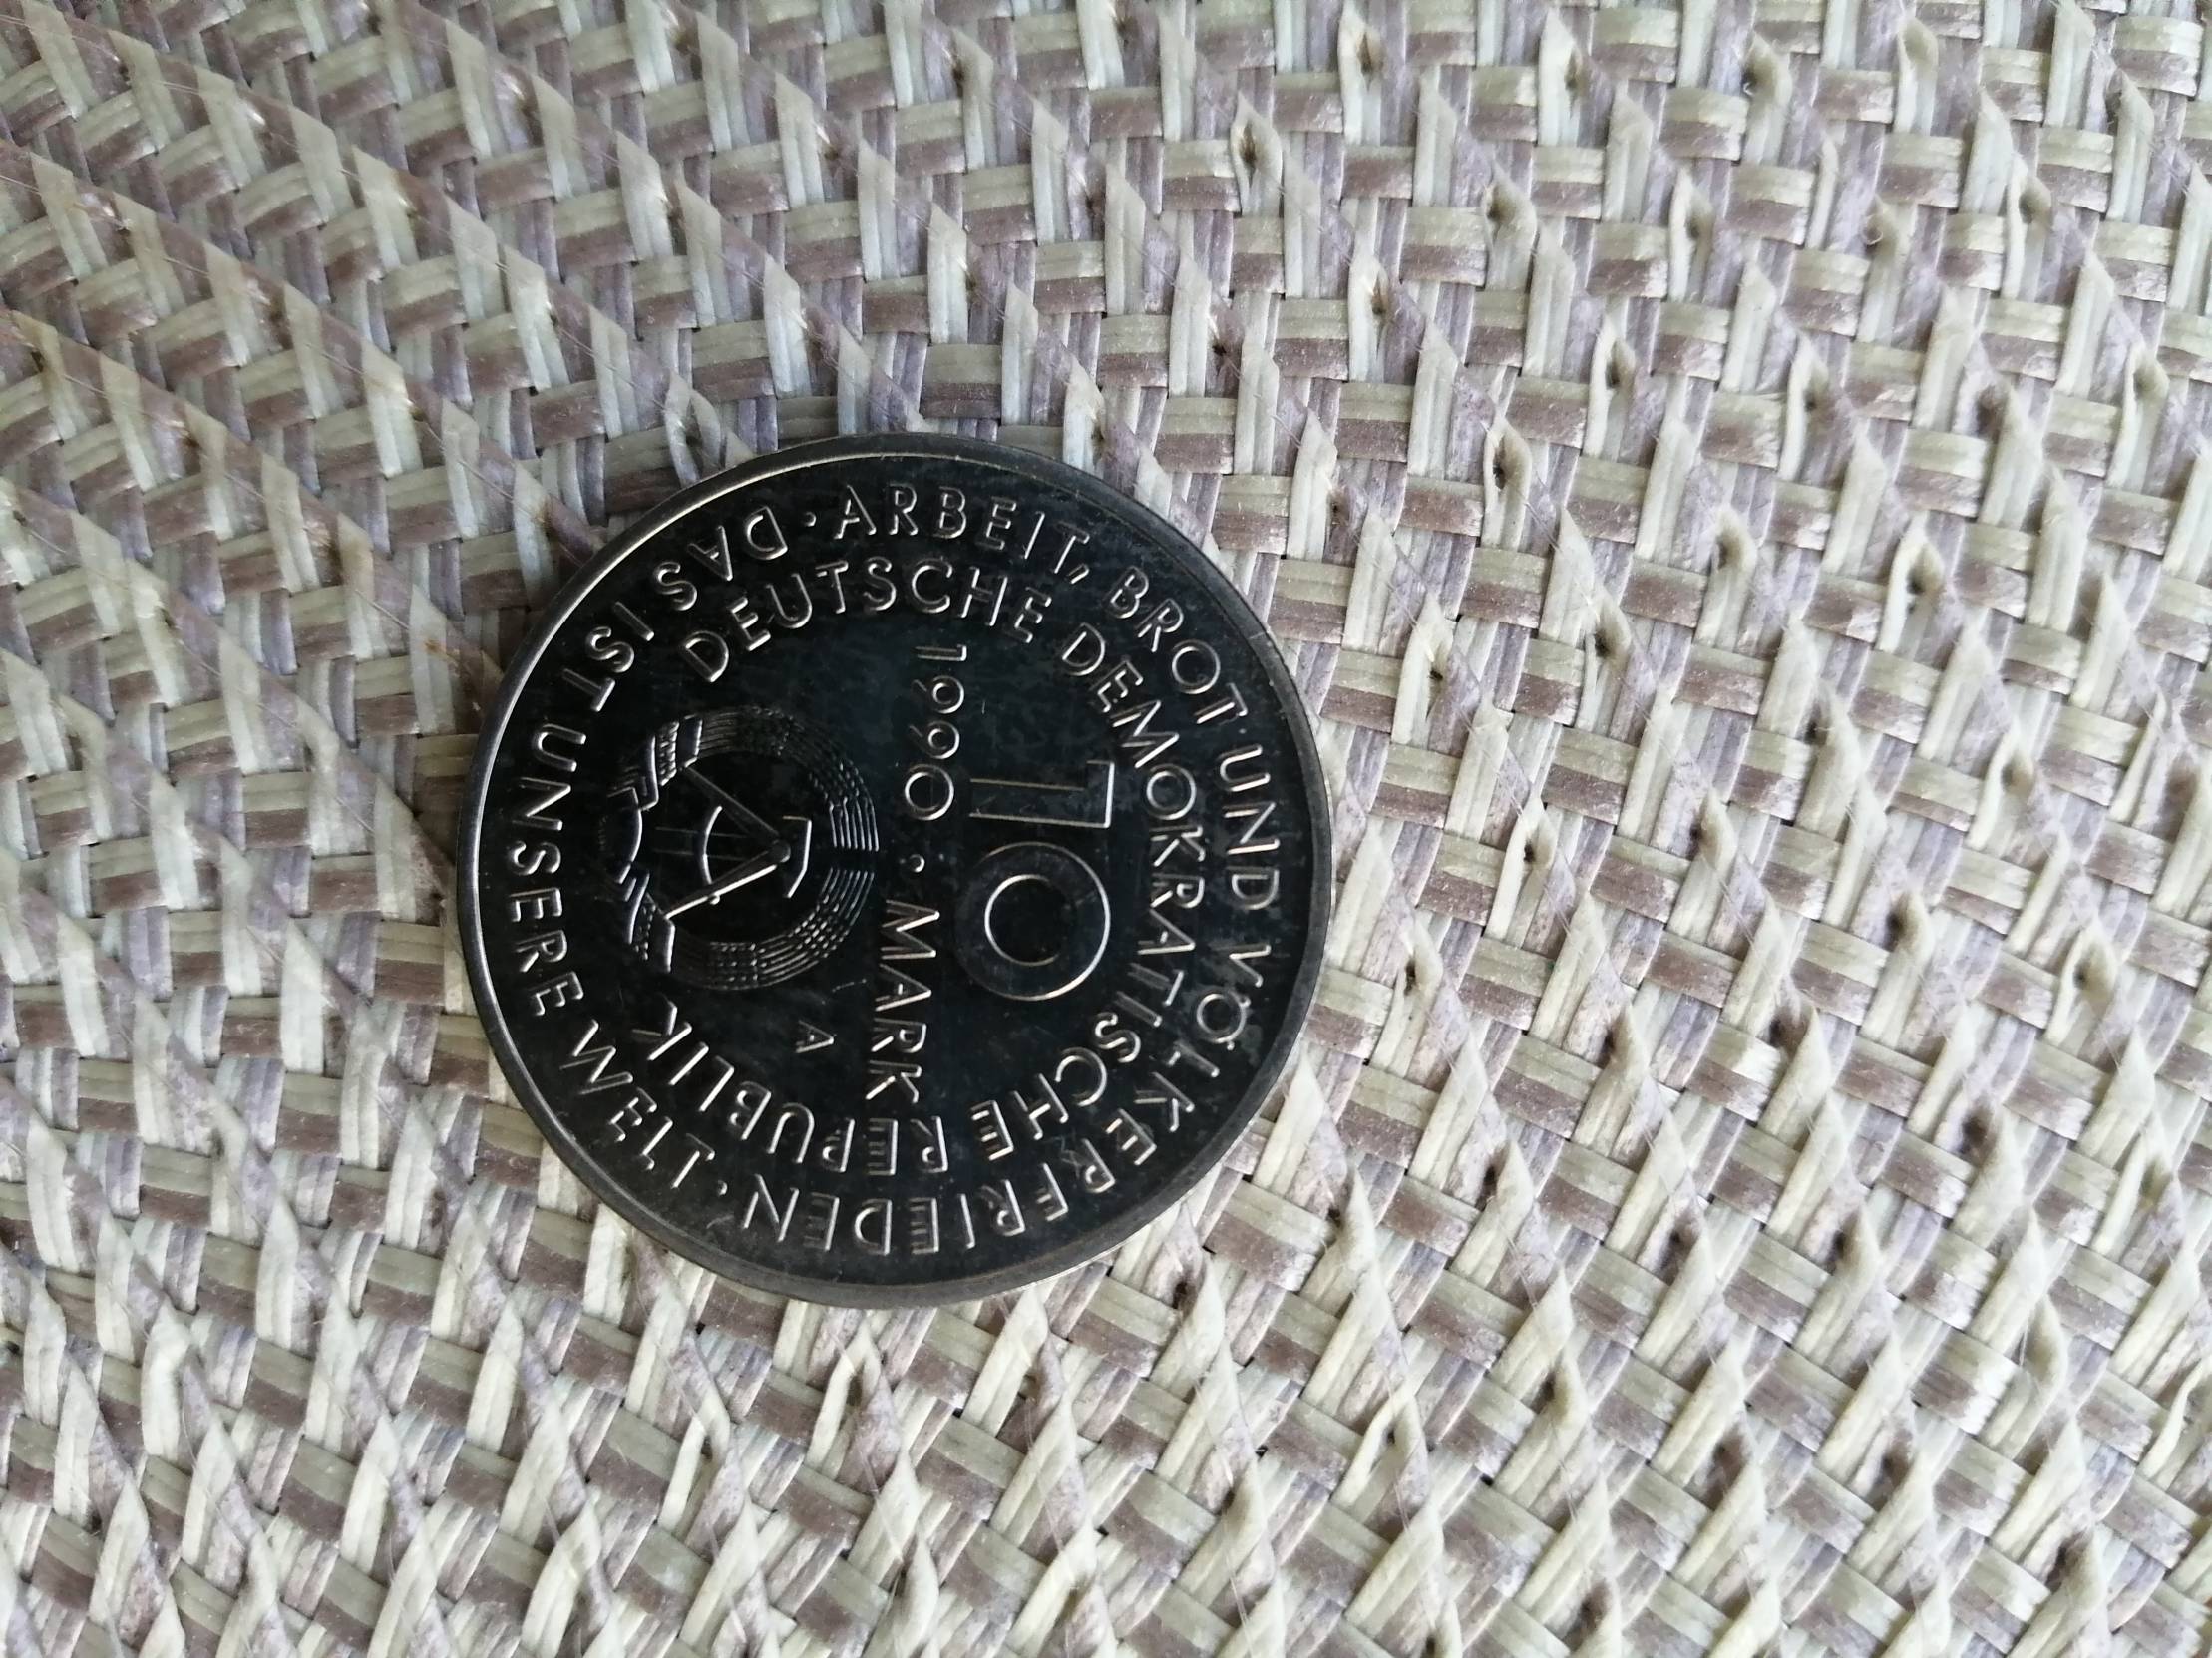 ARBEIT, BROT UND VÖLKERFRIEDEN · DAS IST UNSERE WELT ·
DEUTSCHE DEMOKRATISCHE REPUBLIK
10
1990 · MARK
A